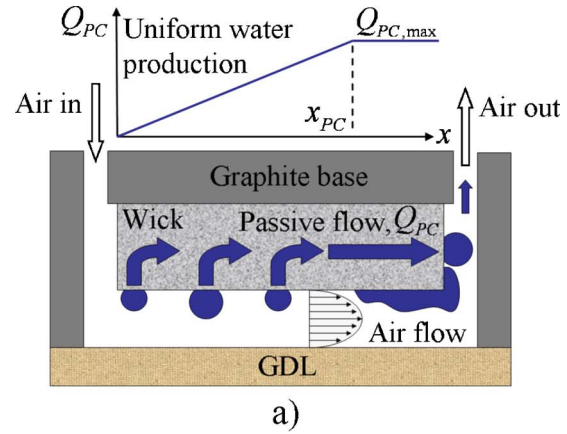 Q_PC
Uniform water
production
Q_PC,max
Air in
x_PC
x
Air out
Graphite base
Wick
Passive flow, Q_PC
Air flow
GDL
a)